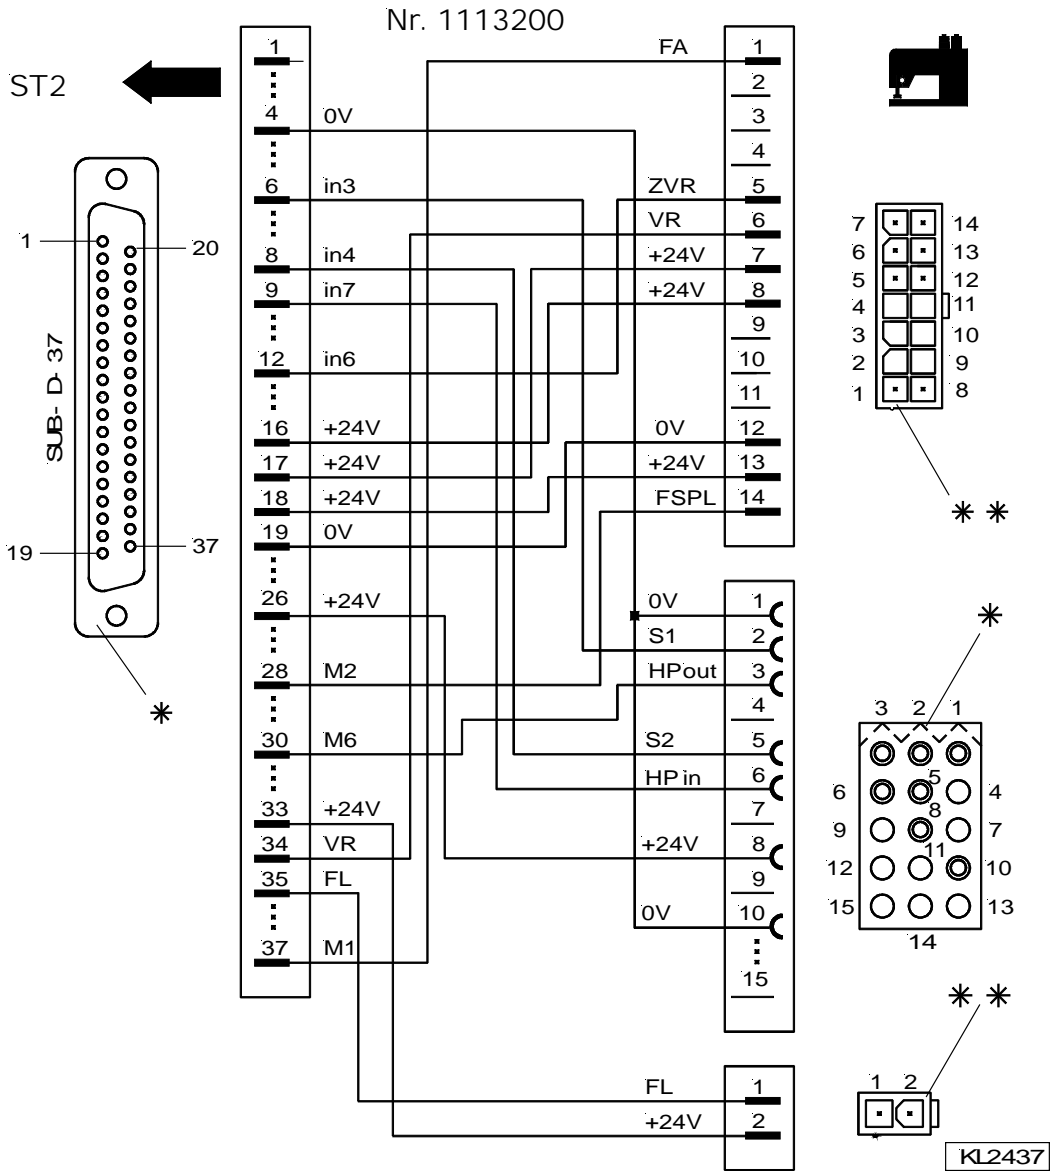 Nr. 1113200
ST2
1
4 0V
6 in3
8 in4
9 in7
12 in6
16 +24V
17 +24V
18 +24V
19 0V
26 +24V
28 M2
30 M6
33 +24V
34 VR
35 FL
37 M1
SUB-D-37
1
20
19
37
*
FA 1
2
3
4
ZVR 5
VR 6
+24V 7
+24V 8
9
10
11
0V 12
+24V 13
FSPL 14
0V 1
S1 2
HPout 3
4
S2 5
HPin 6
7
+24V 8
9
0V 10
15
FL 1
+24V 2
7 14
6 13
5 12
4 11
3 10
2 9
1 8
* *
*
3 2 1
6 5 4
9 8 7
12 11 10
15 13
14
* *
1 2
KL2437